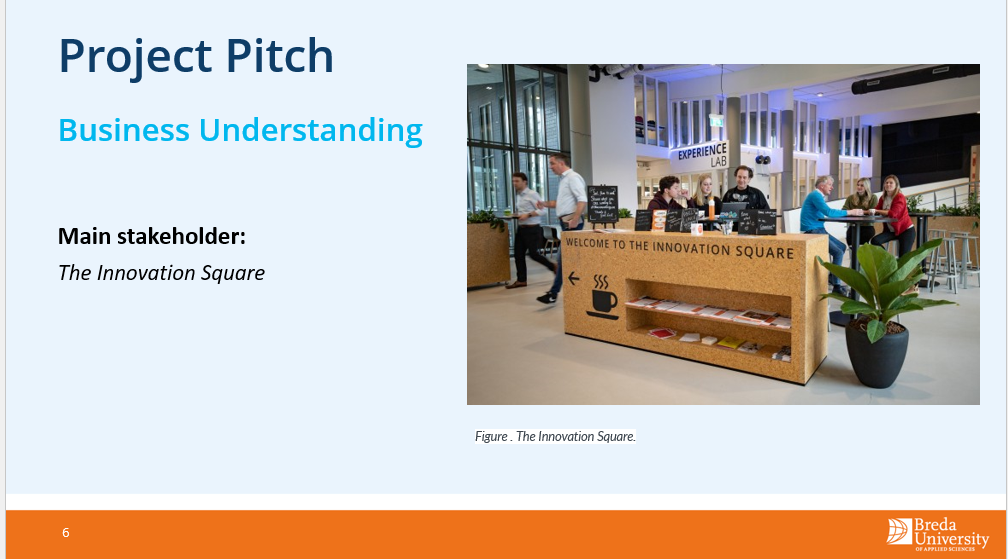 Project Pitch
Business Understanding
Main stakeholder:
The Innovation Square
EXPERIENCE
LAB
WELCOME TO THE INNOVATION SQUARE
Figure . The Innovation Square.
6
Breda
University
OF APPLIED SCIENCES